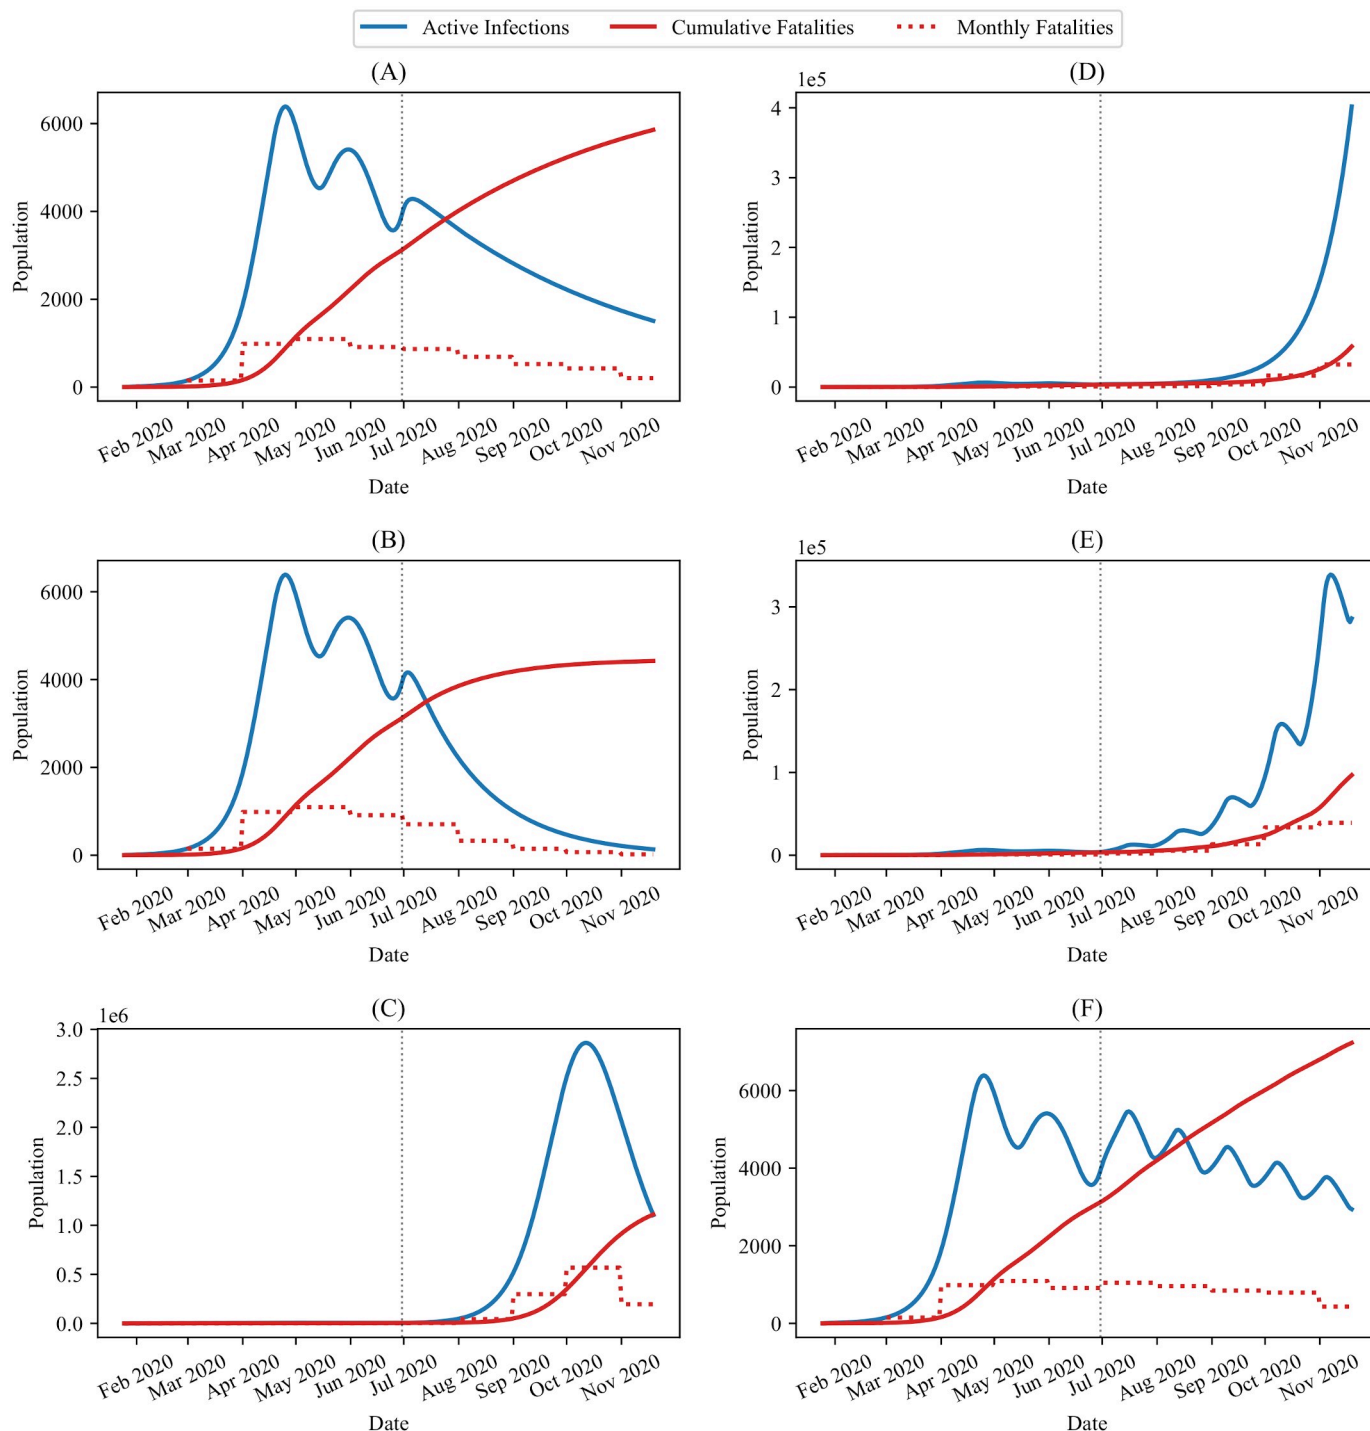 Active Infections Cumulative Fatalities Monthly Fatalities
(A)
Population
6000
4000
2000
0
Feb 2020 Mar 2020 Apr 2020 May 2020 Jun 2020 Jul 2020 Aug 2020 Sep 2020 Oct 2020 Nov 2020
Date
(D)
1e5
Population
4
3
2
1
0
Feb 2020 Mar 2020 Apr 2020 May 2020 Jun 2020 Jul 2020 Aug 2020 Sep 2020 Oct 2020 Nov 2020
Date
(B)
Population
6000
4000
2000
0
Feb 2020 Mar 2020 Apr 2020 May 2020 Jun 2020 Jul 2020 Aug 2020 Sep 2020 Oct 2020 Nov 2020
Date
(E)
1e5
Population
3
2
1
0
Feb 2020 Mar 2020 Apr 2020 May 2020 Jun 2020 Jul 2020 Aug 2020 Sep 2020 Oct 2020 Nov 2020
Date
(C)
1e6
Population
3.0
2.5
2.0
1.5
1.0
0.5
0.0
Feb 2020 Mar 2020 Apr 2020 May 2020 Jun 2020 Jul 2020 Aug 2020 Sep 2020 Oct 2020 Nov 2020
Date
(F)
Population
6000
4000
2000
0
Feb 2020 Mar 2020 Apr 2020 May 2020 Jun 2020 Jul 2020 Aug 2020 Sep 2020 Oct 2020 Nov 2020
Date